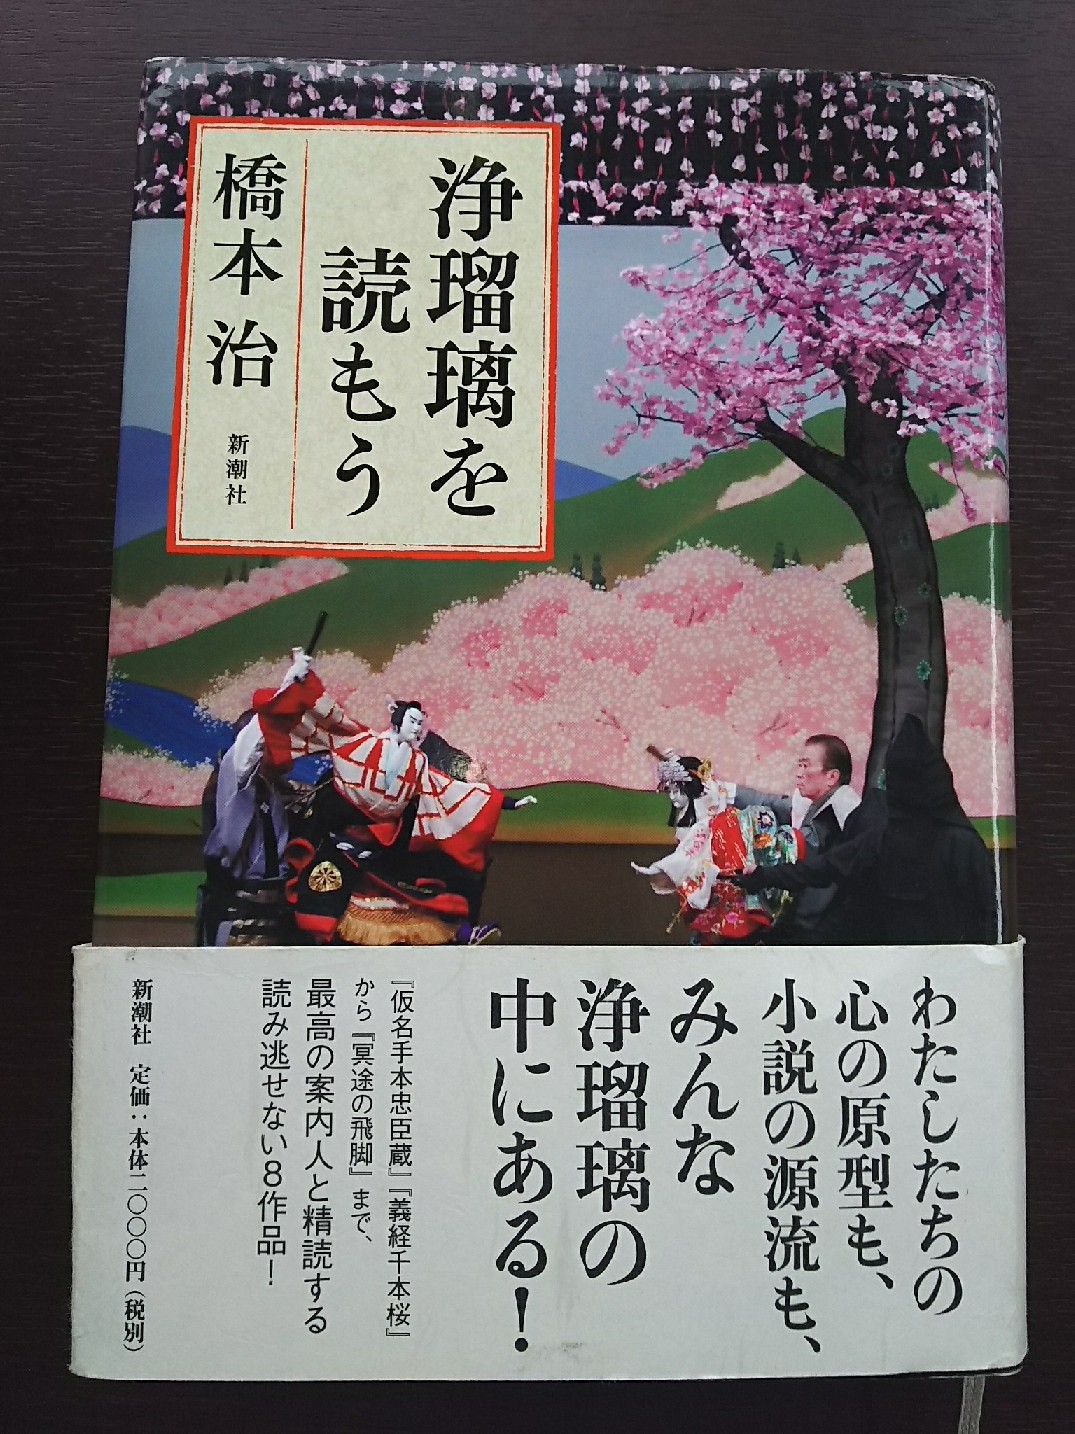 浄瑠璃を
読もう
橋本 治
新潮社
わたしたちの
心の原型も、
小説の源流も、
みんな
浄瑠璃の
中にある!
『仮名手本忠臣蔵』『義経千本桜』
から『冥途の飛脚』まで、
最高の案内人と精読する
読み逃せない8作品!
新潮社 定価:本体二〇〇〇円(税別)